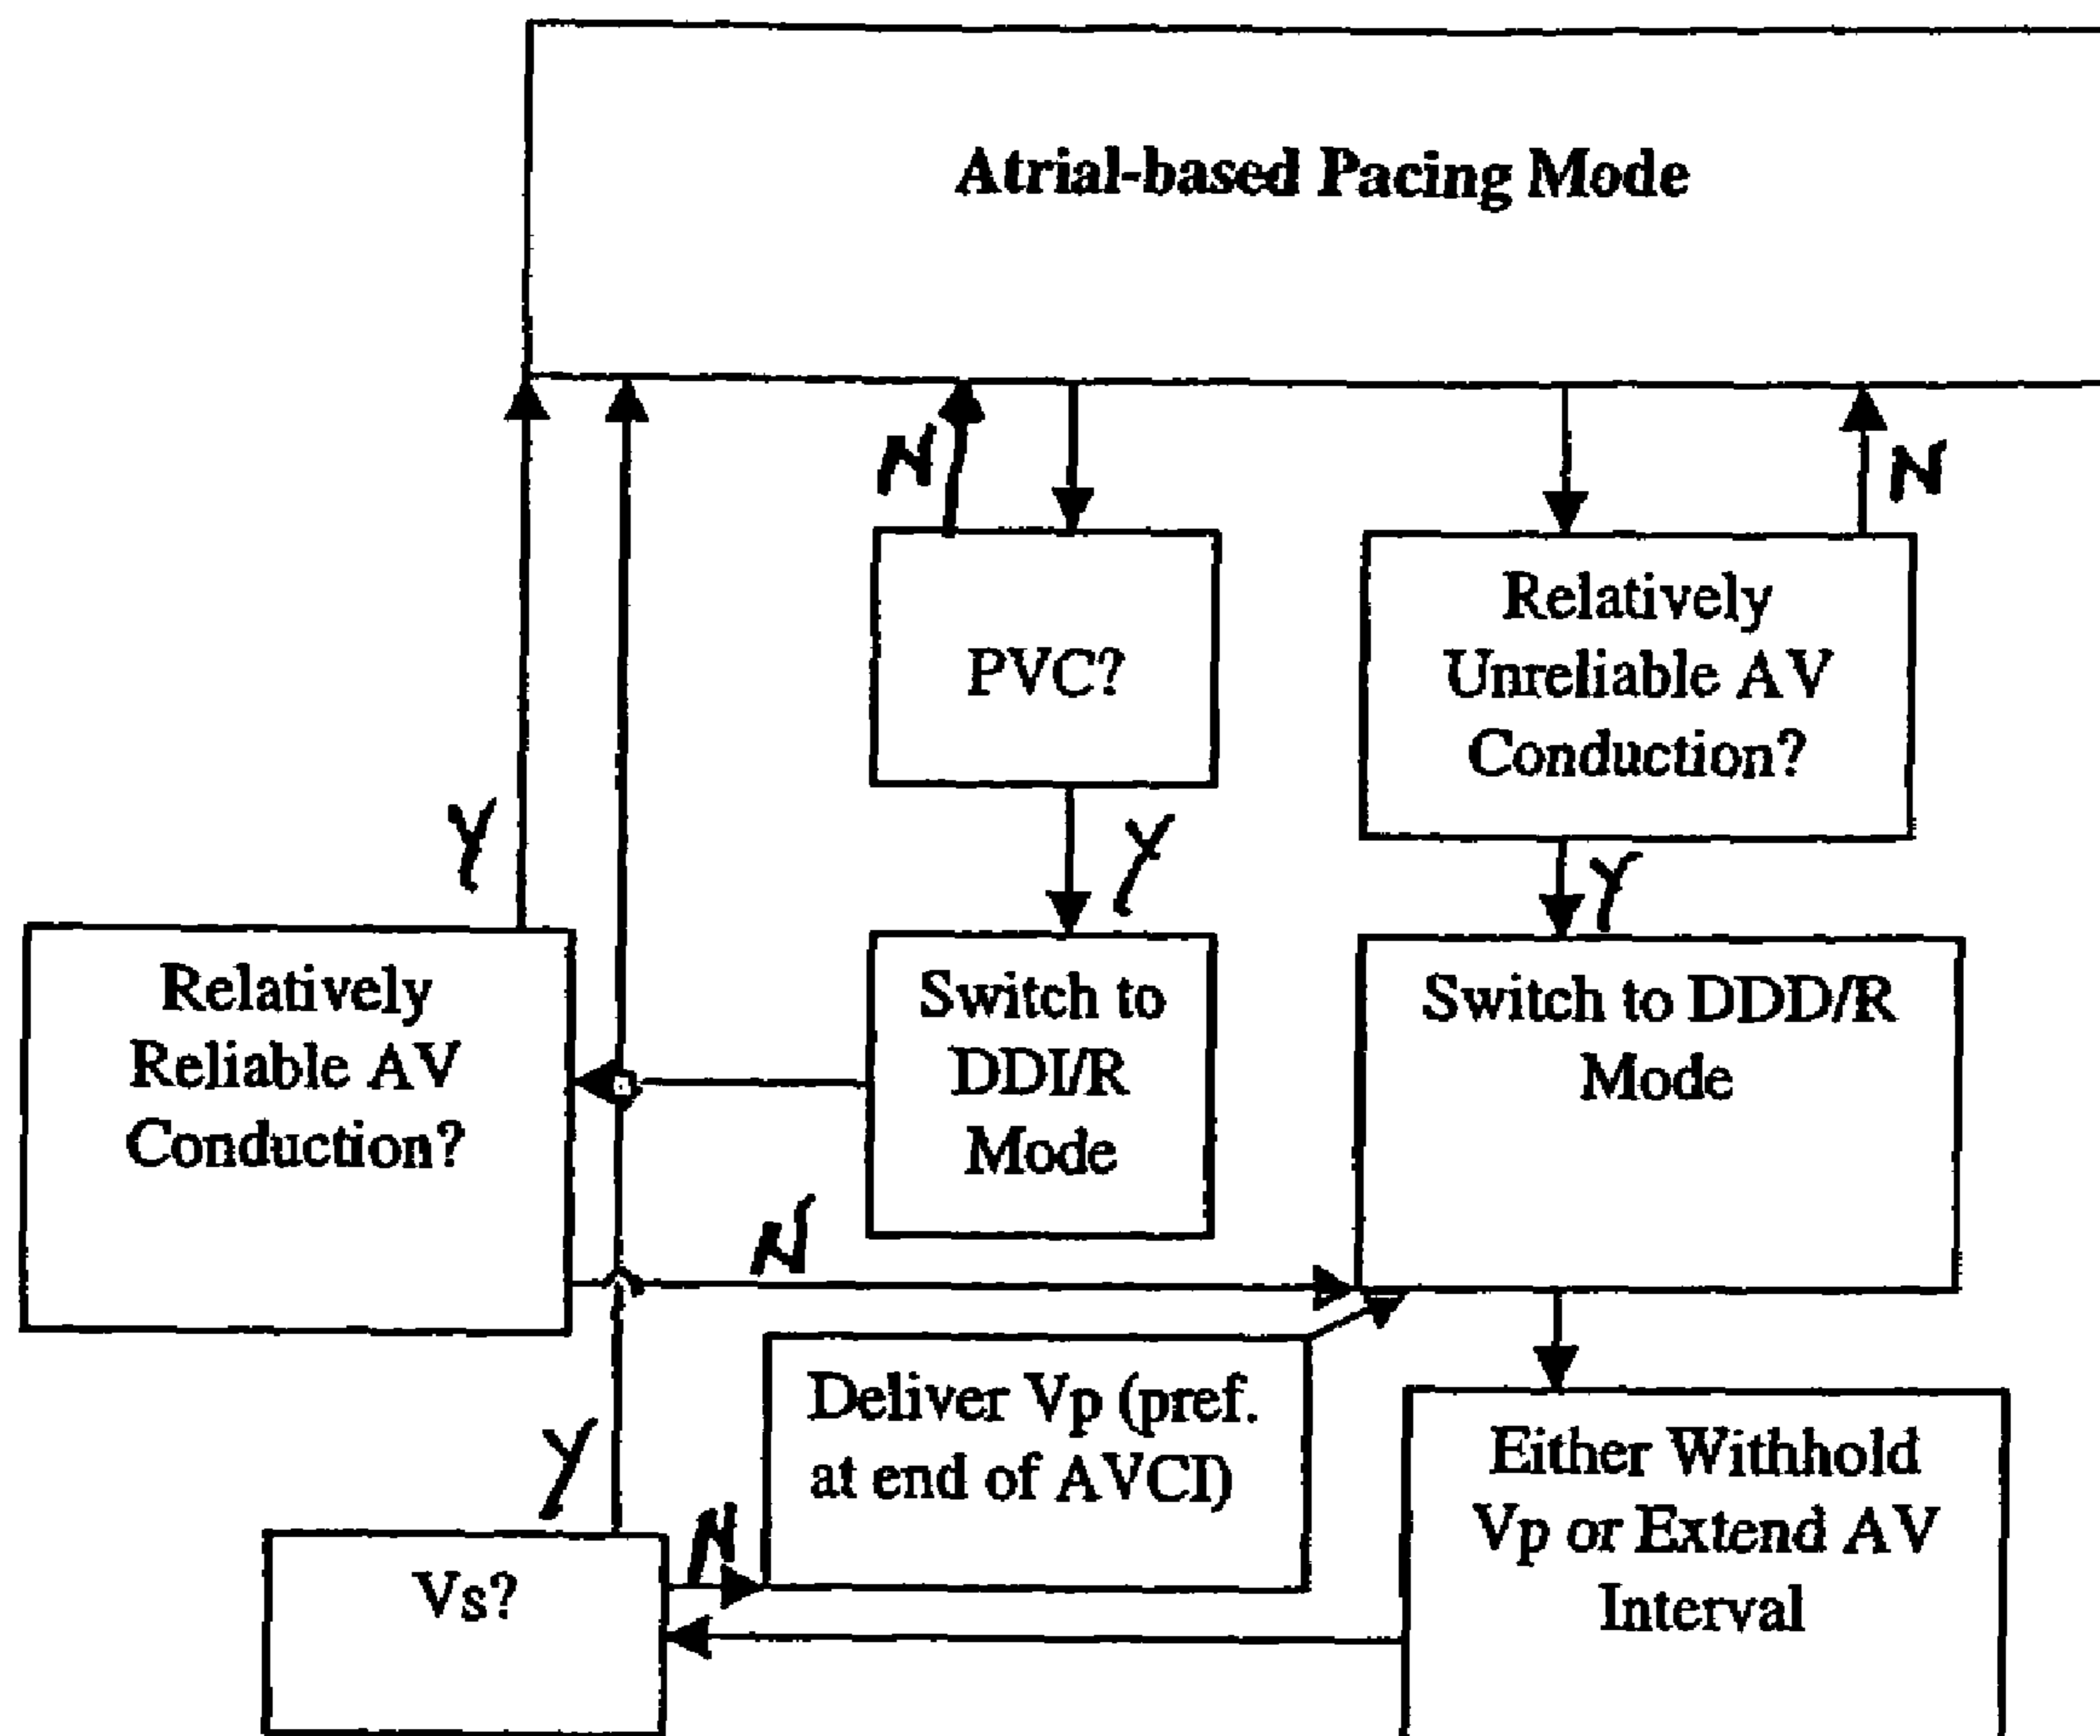 Atrial-based Pacing Mode
N
N
PVC?
Relatively
Unreliable AV
Conduction?
Y
Y
Y
Relatively
Reliable AV
Conduction?
Switch to
DDI/R
Mode
Switch to DDD/R
Mode
N
Deliver Vp (pref.
at end of AVCI)
Either Withhold
Vp or Extend AV
Interval
Y
N
Vs?